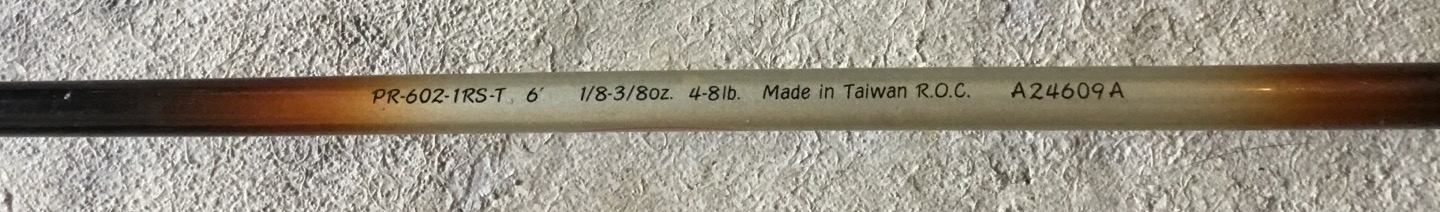 PR-602-1RS-T 6' 1/8-3/8oz. 4-8lb. Made in Taiwan R.O.C. A24609A